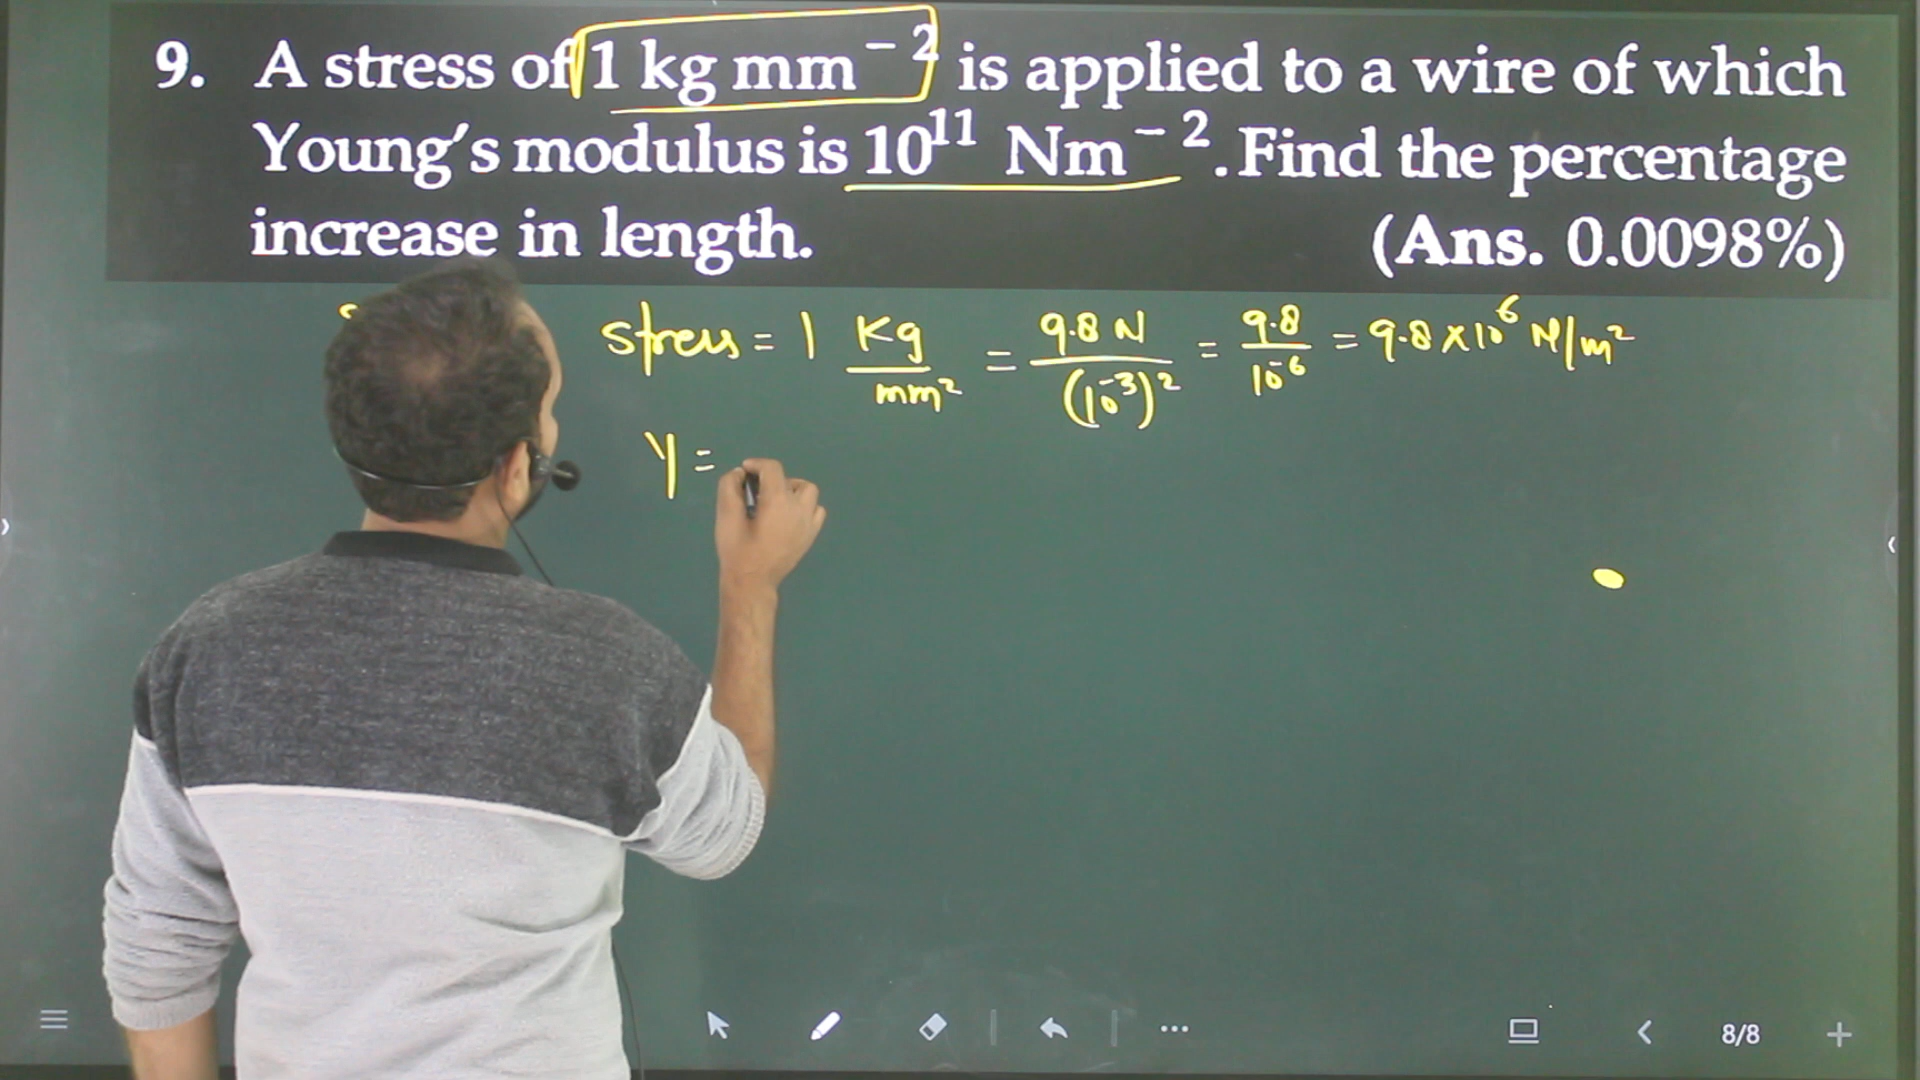 9. A stress of 1 kg mm⁻² is applied to a wire of which
Young's modulus is 10¹¹ Nm⁻². Find the percentage
increase in length. (Ans. 0.0098%)
stress = 1 Kg/mm² = 9.8 N/(10⁻³)² = 9.8/10⁻⁶ = 9.8 × 10⁶ N/m²
Y =
8/8